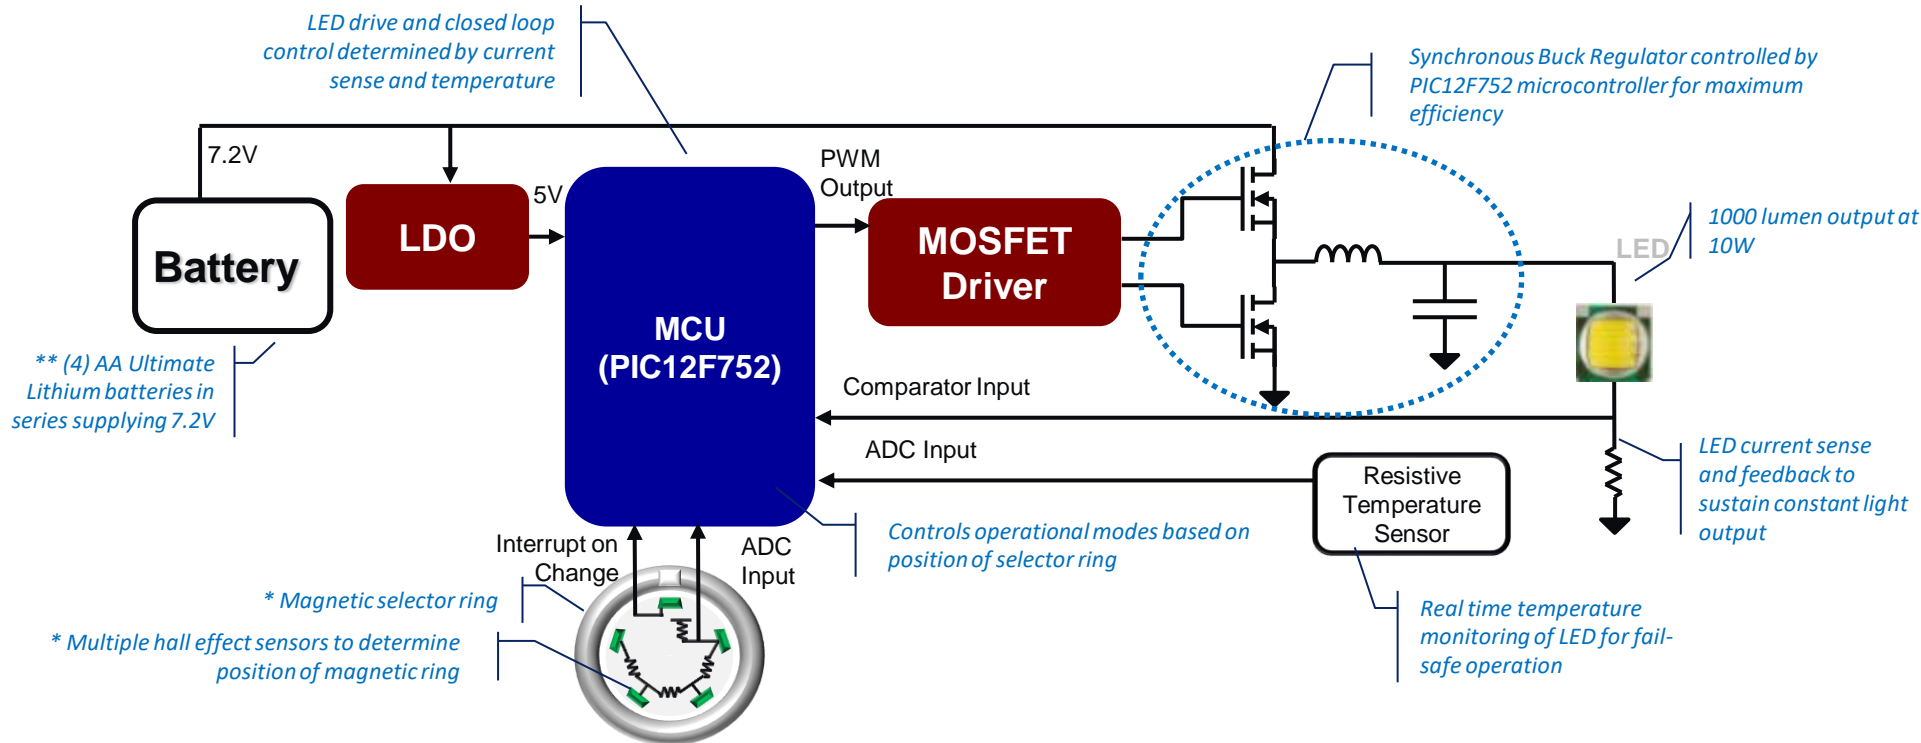 LED drive and closed loop
control determined by current
sense and temperature
Synchronous Buck Regulator controlled by
PIC12F752 microcontroller for maximum
efficiency
7.2V
PWM
Output
5V
LDO
Battery
MOSFET
Driver
MCU
(PIC12F752)
LED
1000 lumen output at
10W
** (4) AA Ultimate
Lithium batteries in
series supplying 7.2V
Comparator Input
ADC Input
Resistive
Temperature
Sensor
LED current sense
and feedback to
sustain constant light
output
Interrupt on
Change
ADC
Input
Controls operational modes based on
position of selector ring
* Magnetic selector ring
* Multiple hall effect sensors to determine
position of magnetic ring
Real time temperature
monitoring of LED for fail-
safe operation